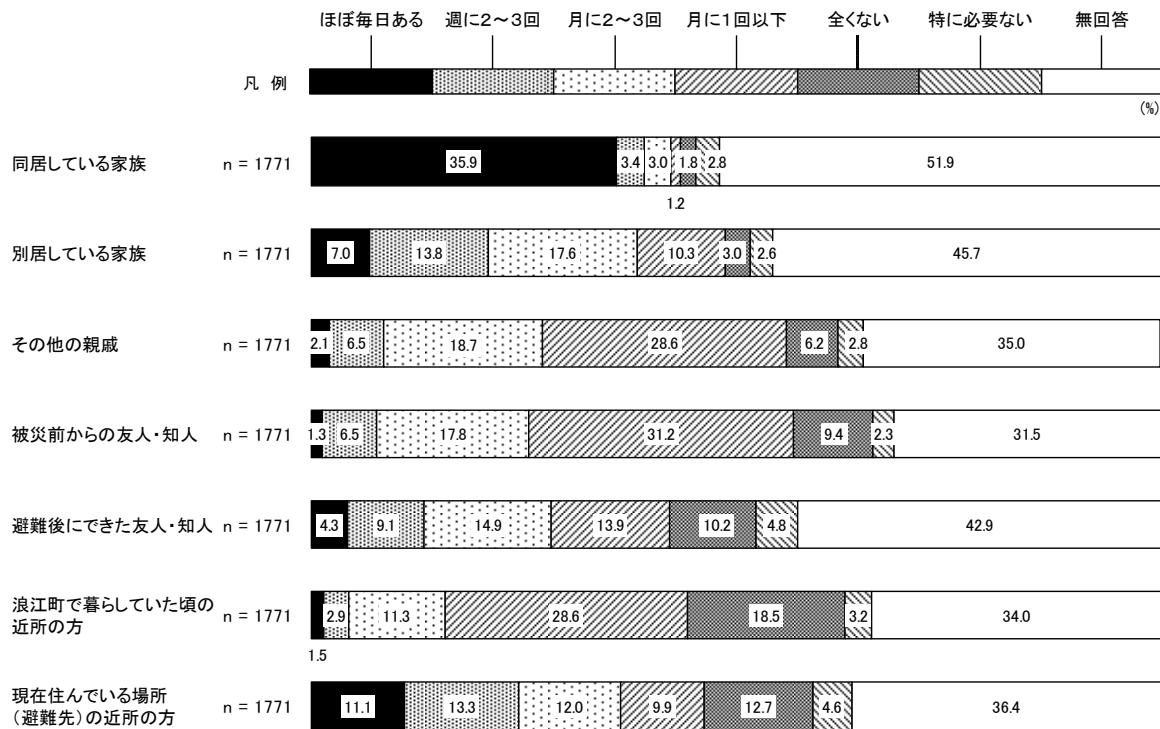 ほぼ毎日ある 週に2~3回 月に2~3回 月に1回以下 全くない 特に必要ない 無回答
凡 例
(%)
同居している家族 n = 1771 35.9 3.4 3.0 1.8 2.8 51.9
1.2
別居している家族 n = 1771 7.0 13.8 17.6 10.3 3.0 2.6 45.7
その他の親戚 n = 1771 2.1 6.5 18.7 28.6 6.2 2.8 35.0
被災前からの友人・知人 n = 1771 1.3 6.5 17.8 31.2 9.4 2.3 31.5
避難後にできた友人・知人 n = 1771 4.3 9.1 14.9 13.9 10.2 4.8 42.9
浪江町で暮らしていた頃の
近所の方 n = 1771 2.9 11.3 28.6 18.5 3.2 34.0
1.5
現在住んでいる場所
(避難先)の近所の方 n = 1771 11.1 13.3 12.0 9.9 12.7 4.6 36.4